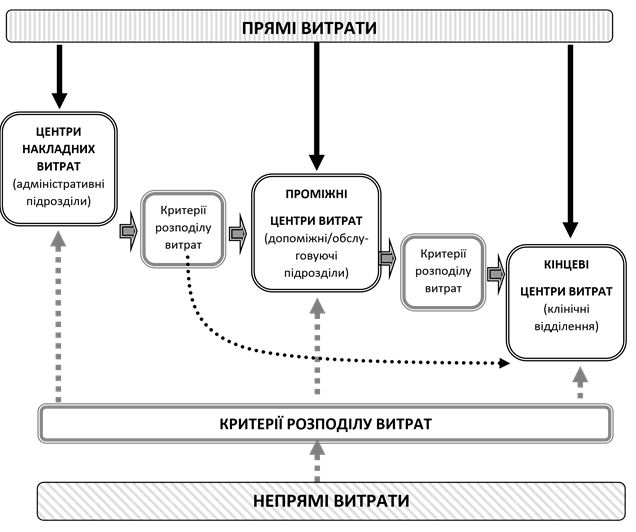 ПРЯМІ ВИТРАТИ
ЦЕНТРИ
НАКЛАДНИХ
ВИТРАТ
(адміністративні
підрозділи)
Критерії
розподілу
витрат
ПРОМІЖНІ
ЦЕНТРИ ВИТРАТ
(допоміжні/обслу-
говуючі
підрозділи)
Критерії
розподілу
витрат
КІНЦЕВІ
ЦЕНТРИ ВИТРАТ
(клінічні
відділення)
КРИТЕРІЇ РОЗПОДІЛУ ВИТРАТ
НЕПРЯМІ ВИТРАТИ